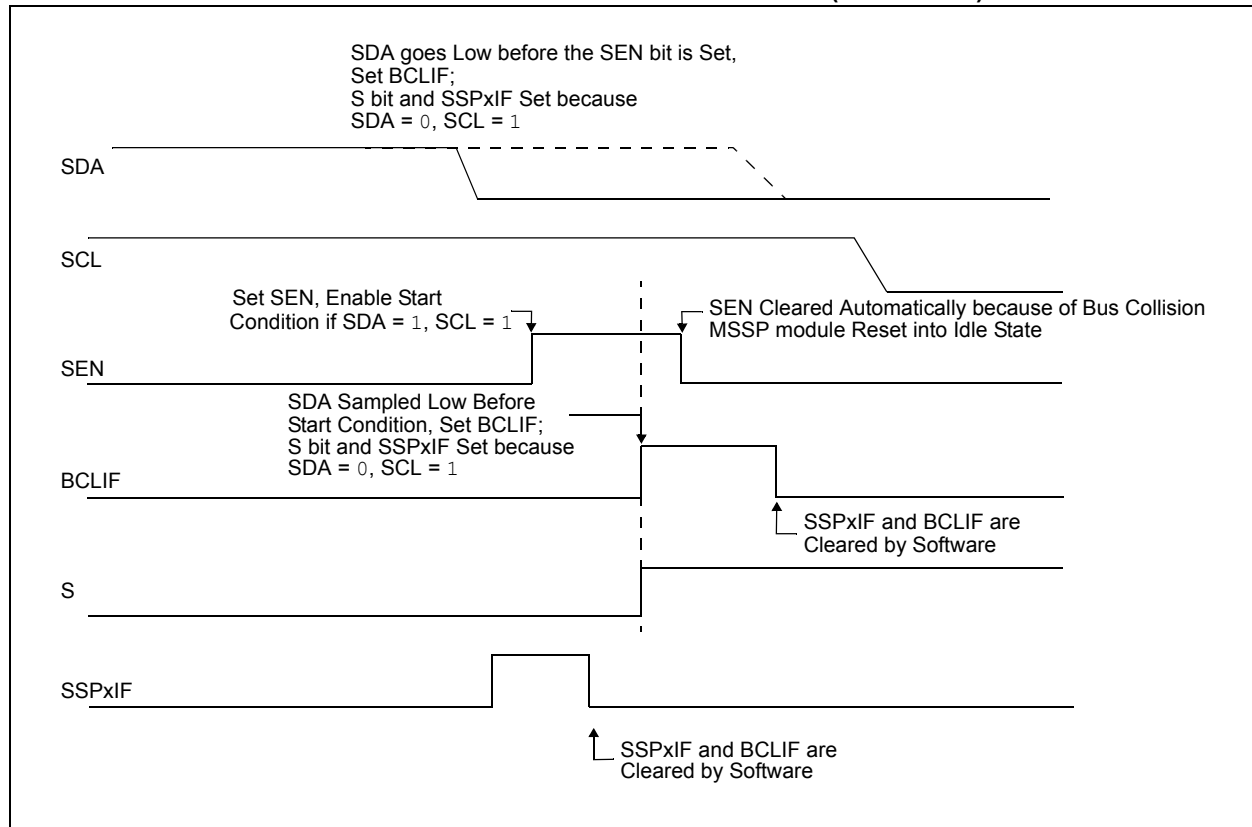 SDA goes Low before the SEN bit is Set,
Set BCLIF;
S bit and SSPxIF Set because
SDA = 0, SCL = 1
SDA
SCL
Set SEN, Enable Start
Condition if SDA = 1, SCL = 1
SEN Cleared Automatically because of Bus Collision
MSSP module Reset into Idle State
SEN
SDA Sampled Low Before
Start Condition, Set BCLIF;
S bit and SSPxIF Set because
SDA = 0, SCL = 1
BCLIF
SSPxIF and BCLIF are
Cleared by Software
S
SSPxIF
SSPxIF and BCLIF are
Cleared by Software